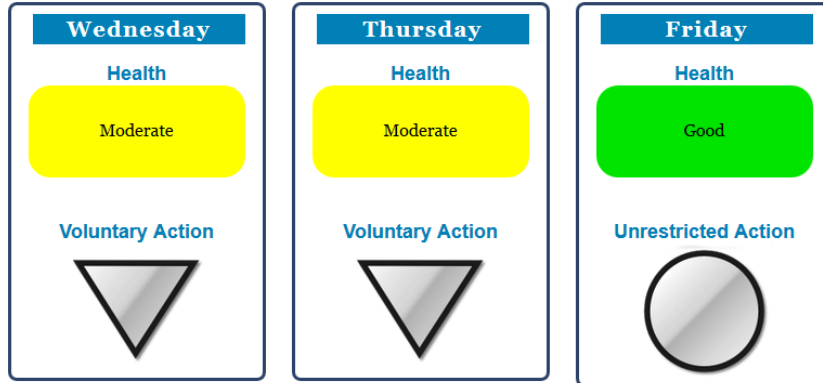 Wednesday
Health
Moderate
Voluntary Action
Thursday
Health
Moderate
Voluntary Action
Friday
Health
Good
Unrestricted Action